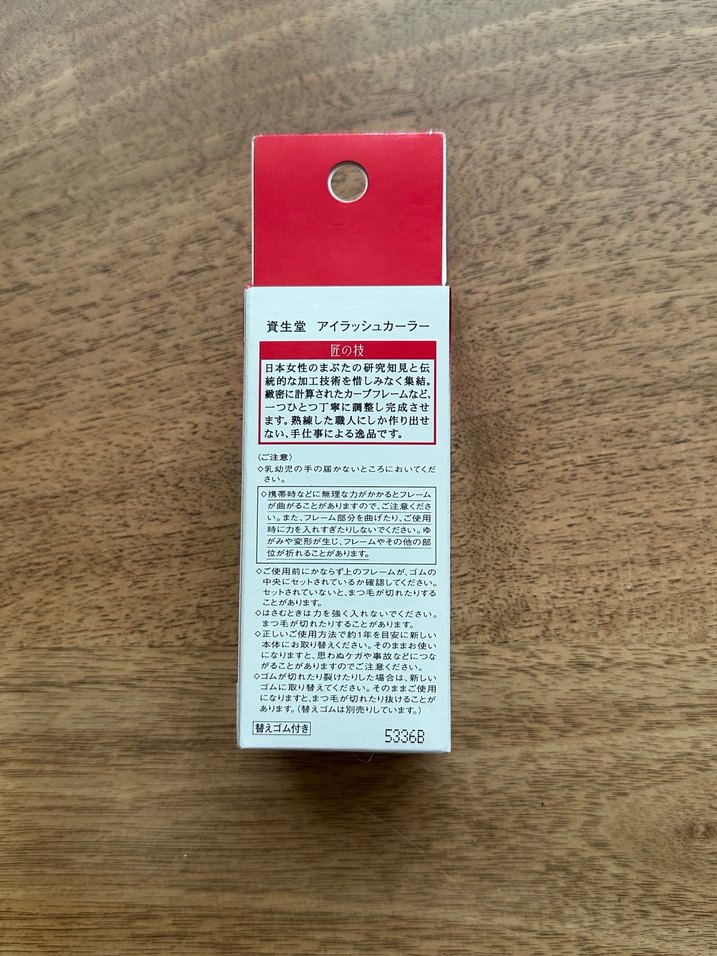 資生堂　アイラッシュカーラー
匠の技
日本女性のまぶたの研究知見と伝
統的な加工技術を惜しみなく集結。
緻密に計算されたカーブフレームなど、
一つひとつ丁寧に調整し完成させ
ます。熟練した職人にしか作り出せ
ない、手仕事による逸品です。
〈ご注意〉
◇乳幼児の手の届かないところにおいてくだ
さい。
◇携帯時などに無理な力がかかるとフレーム
が曲がることがありますので、ご注意くださ
い。また、フレーム部分を曲げたり、ご使用
時に力を入れすぎたりしないでください。ゆ
がみや変形が生じ、フレームやその他の部
位が折れることがあります。
◇ご使用前にかならず上のフレームが、ゴムの
中央にセットされているか確認してください。
セットされていないと、まつ毛が切れたりする
ことがあります。
◇はさむときは力を強く入れないでください。
まつ毛が切れたりすることがあります。
◇正しいご使用方法で約1年を目安に新しい
本体にお取り替えください。そのままお使い
になりますと、思わぬケガや事故などにつな
がることがありますのでご注意ください。
◇ゴムが切れたり裂けたりした場合は、新しい
ゴムに取り替えてください。そのままご使用
になりますと、まつ毛が切れたり抜けることが
あります。（替えゴムは別売りしています。）
替えゴム付き
5336B